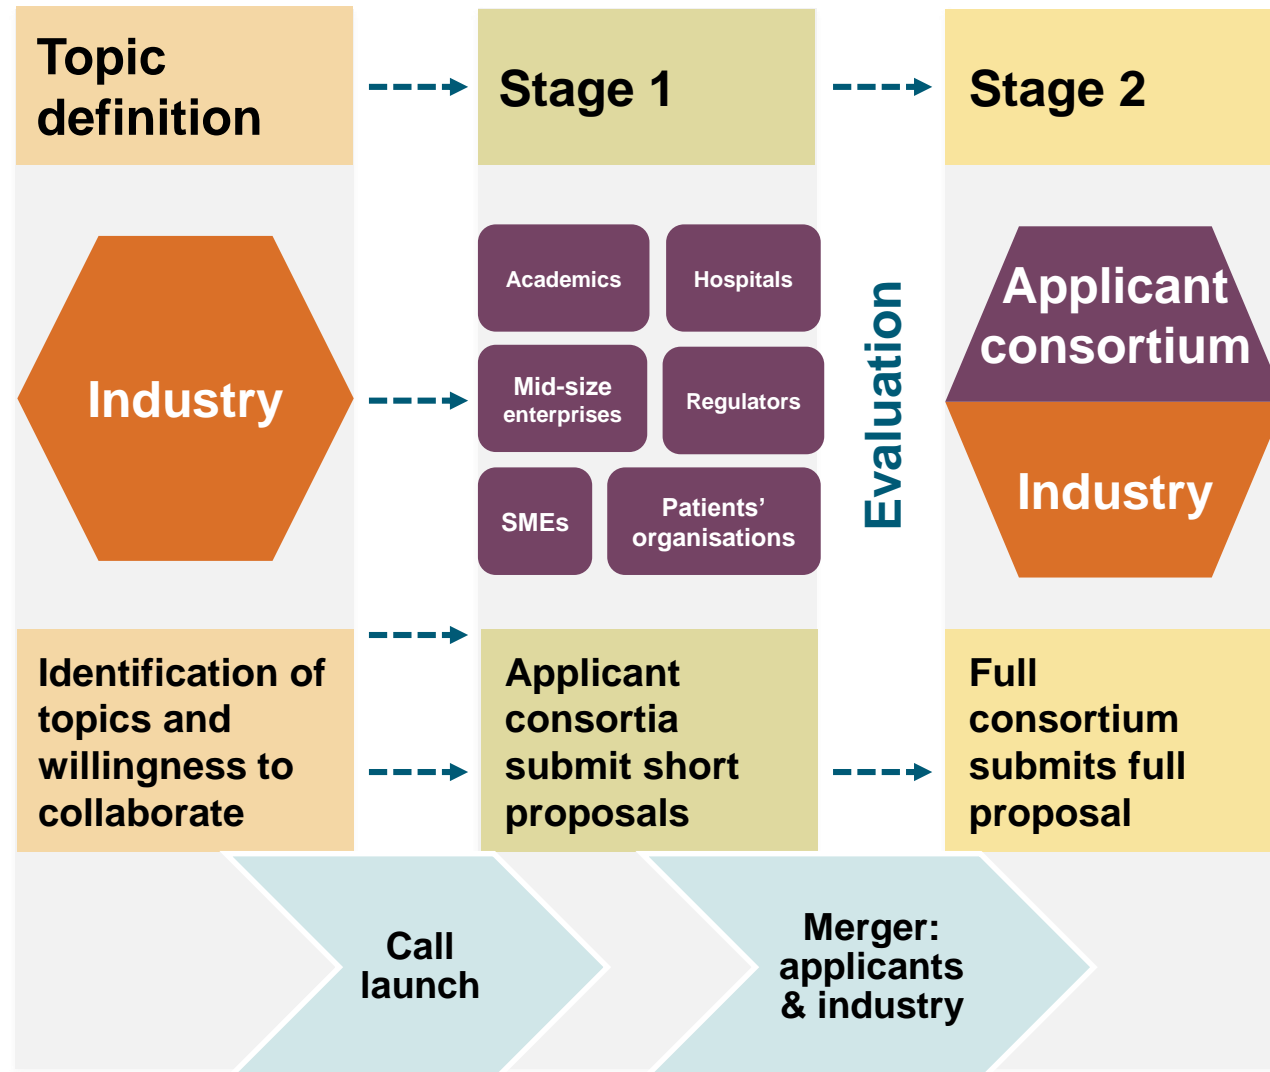 Topic
definition
Stage 1
Stage 2
Industry
Academics
Hospitals
Mid-size
enterprises
Regulators
SMEs
Patients’
organisations
Evaluation
Applicant
consortium
Industry
Identification of
topics and
willingness to
collaborate
Applicant
consortia
submit short
proposals
Full
consortium
submits full
proposal
Call
launch
Merger:
applicants
& industry